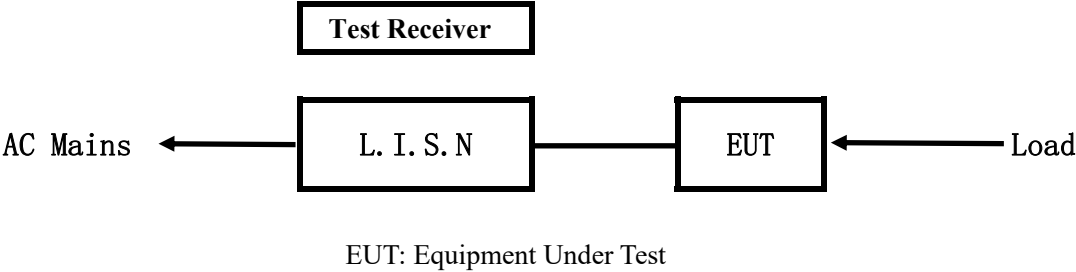 Test Receiver
AC Mains L.I.S.N EUT Load
EUT: Equipment Under Test